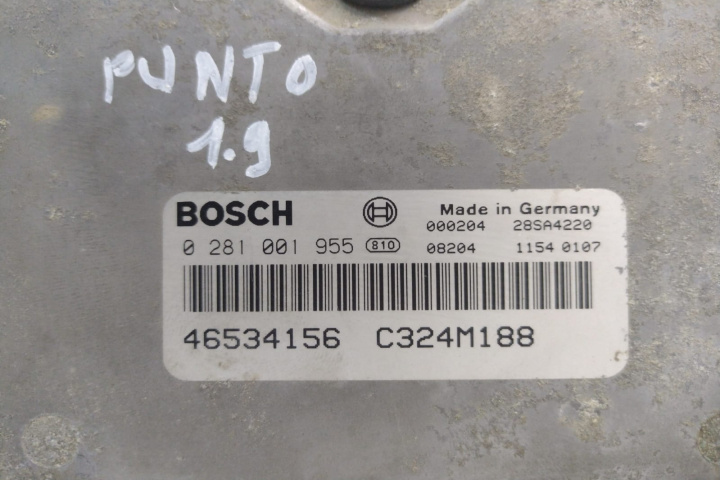 PUNTO
1.9
BOSCH Made in Germany
000204 28SA4220
0 281 001 955 810 08204 1154 0107
46534156 C324M188